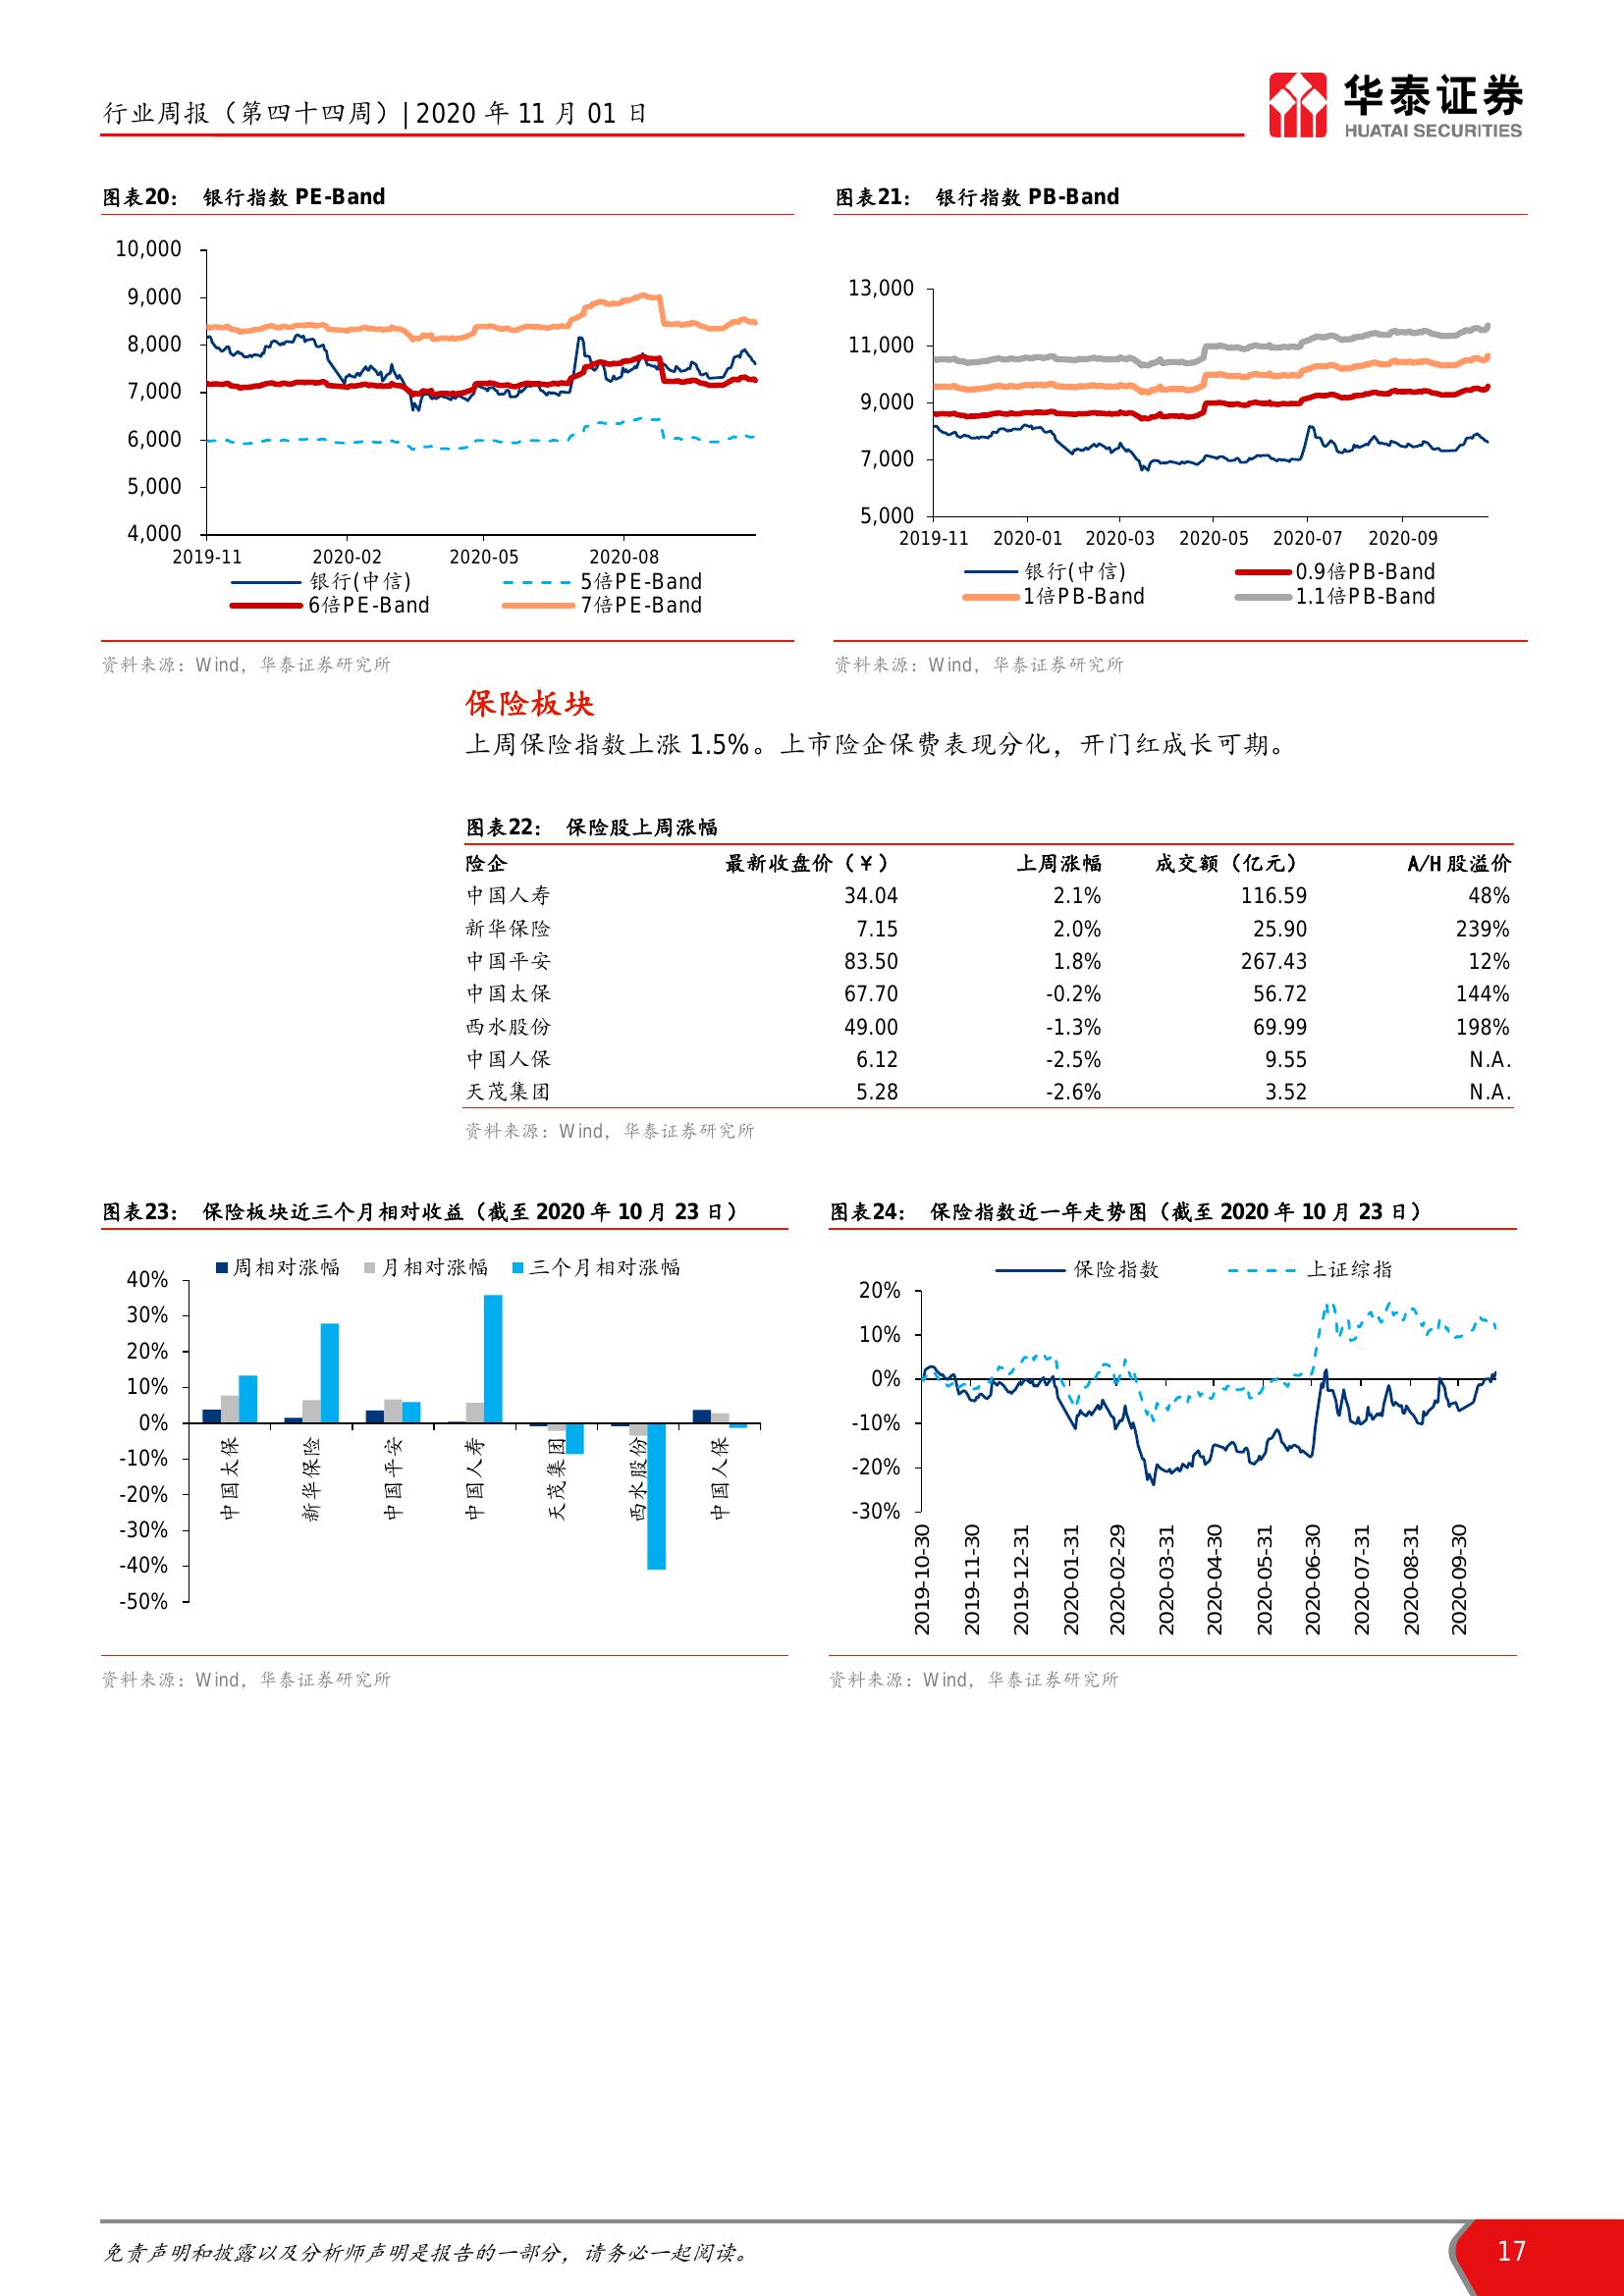 行业周报（第四十四周）|2020 年 11 月 01 日
华泰证券
HUATAI SECURITIES
图表20： 银行指数 PE-Band
10,000
9,000
8,000
7,000
6,000
5,000
4,000
2019-11 2020-02 2020-05 2020-08
银行(中信) 5倍PE-Band
6倍PE-Band 7倍PE-Band
资料来源：Wind，华泰证券研究所
图表21： 银行指数 PB-Band
13,000
11,000
9,000
7,000
5,000
2019-11 2020-01 2020-03 2020-05 2020-07 2020-09
银行(中信) 0.9倍PB-Band
1倍PB-Band 1.1倍PB-Band
资料来源：Wind，华泰证券研究所
保险板块
上周保险指数上涨 1.5%。上市险企保费表现分化，开门红成长可期。
图表22： 保险股上周涨幅
险企 最新收盘价（¥） 上周涨幅 成交额（亿元） A/H 股溢价
中国人寿 34.04 2.1% 116.59 48%
新华保险 7.15 2.0% 25.90 239%
中国平安 83.50 1.8% 267.43 12%
中国太保 67.70 -0.2% 56.72 144%
西水股份 49.00 -1.3% 69.99 198%
中国人保 6.12 -2.5% 9.55 N.A.
天茂集团 5.28 -2.6% 3.52 N.A.
资料来源：Wind，华泰证券研究所
图表23： 保险板块近三个月相对收益（截至 2020 年 10 月 23 日）
周相对涨幅 月相对涨幅 三个月相对涨幅
40%
30%
20%
10%
0%
-10%
-20%
-30%
-40%
-50%
中国太保
新华保险
中国平安
中国人寿
天茂集团
西水股份
中国人保
资料来源：Wind，华泰证券研究所
图表24： 保险指数近一年走势图（截至 2020 年 10 月 23 日）
保险指数 上证综指
20%
10%
0%
-10%
-20%
-30%
2019-10-30
2019-11-30
2019-12-31
2020-01-31
2020-02-29
2020-03-31
2020-04-30
2020-05-31
2020-06-30
2020-07-31
2020-08-31
2020-09-30
资料来源：Wind，华泰证券研究所
免责声明和披露以及分析师声明是报告的一部分，请务必一起阅读。
17